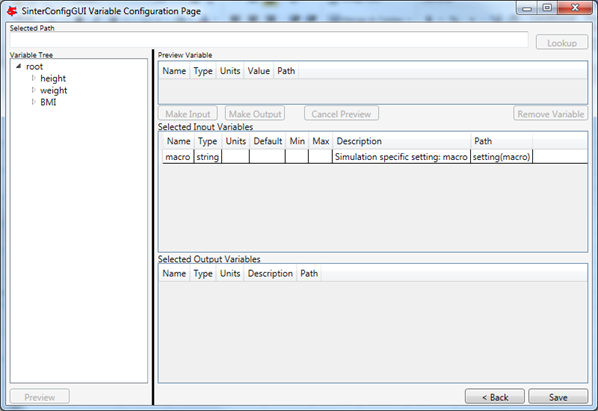 SinterConfigGUI Variable Configuration Page
Selected Path
Lookup
Variable Tree
root
height
weight
BMI
Preview
Preview Variable
Name Type Units Value Path
Make Input Make Output Cancel Preview Remove Variable
Selected Input Variables
Name Type Units Default Min Max Description Path
macro string Simulation specific setting: macro setting(macro)
Selected Output Variables
Name Type Units Description Path
< Back Save